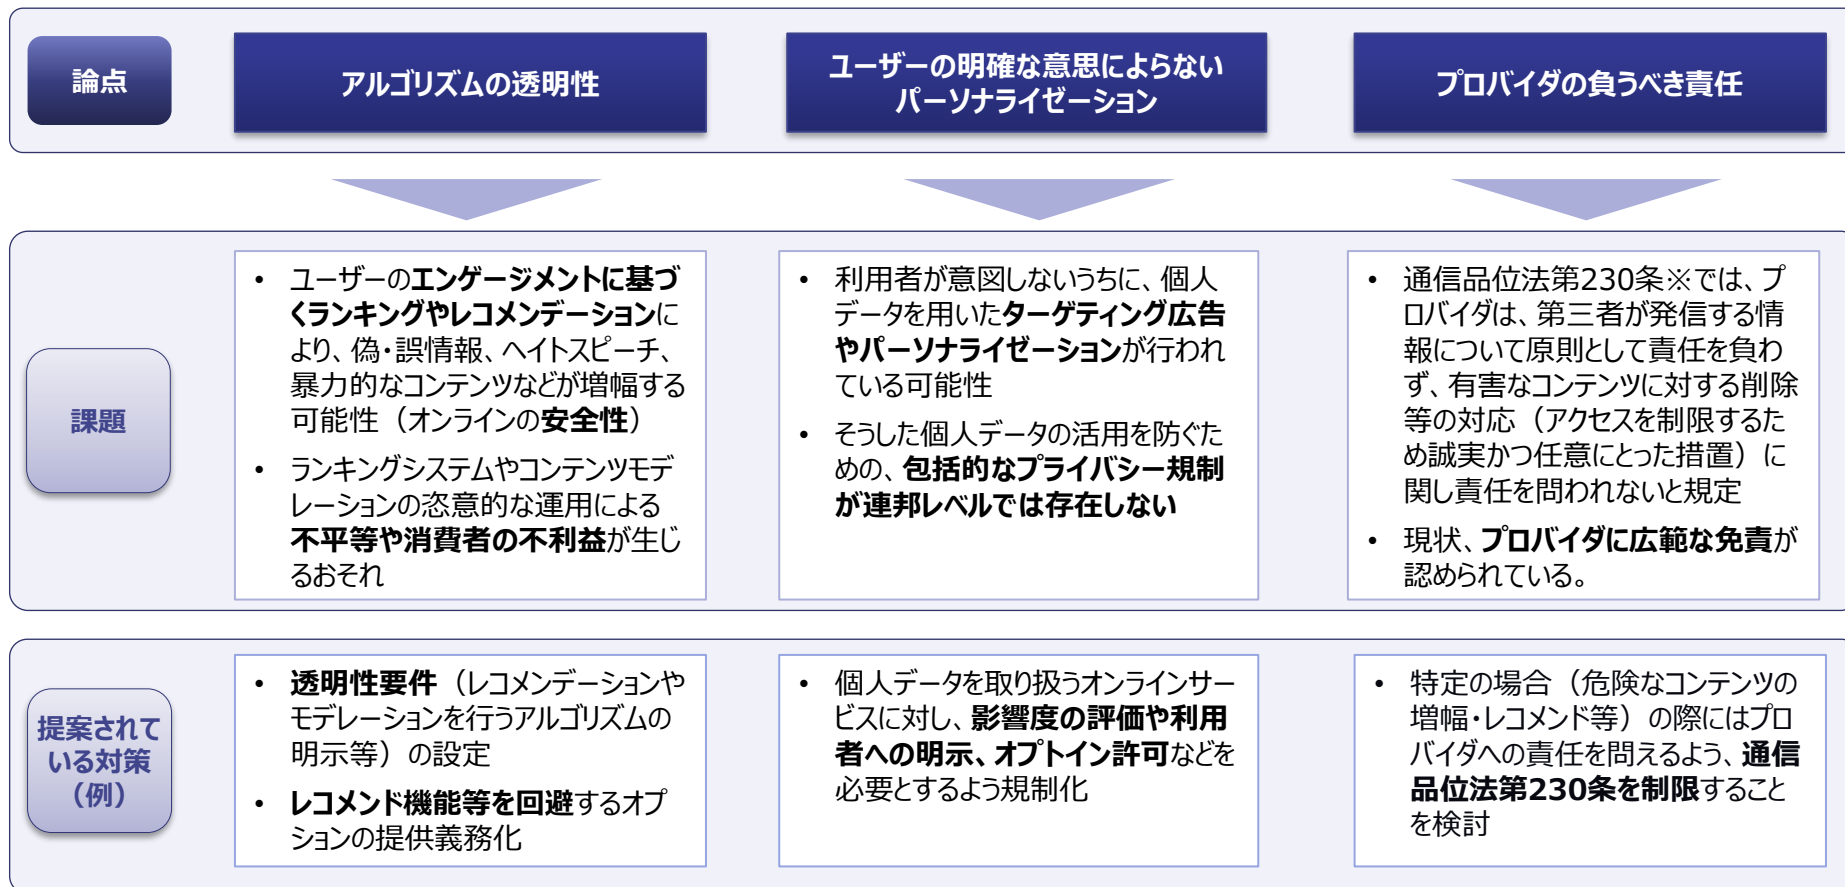 論点
アルゴリズムの透明性
ユーザーの明確な意思によらない
パーソナライゼーション
プロバイダの負うべき責任
課題
• ユーザーのエンゲージメントに基づ
くランキングやレコメンデーションに
より、偽・誤情報、ヘイトスピーチ、
暴力的なコンテンツなどが増幅する
可能性（オンラインの安全性）
• ランキングシステムやコンテンツモデ
レーションの恣意的な運用による
不平等や消費者の不利益が生じ
るおそれ
• 利用者が意図しないうちに、個人
データを用いたターゲティング広告
やパーソナライゼーションが行われ
ている可能性
• そうした個人データの活用を防ぐた
めの、包括的なプライバシー規制
が連邦レベルでは存在しない
• 通信品位法第230条※では、プ
ロバイダは、第三者が発信する情
報について原則として責任を負わ
ず、有害なコンテンツに対する削除
等の対応（アクセスを制限するた
め誠実かつ任意にとった措置）に
関し責任を問われないと規定
• 現状、プロバイダに広範な免責が
認められている。
提案されて
いる対策
（例）
• 透明性要件（レコメンデーションや
モデレーションを行うアルゴリズムの
明示等）の設定
• レコメンド機能等を回避するオプ
ションの提供義務化
• 個人データを取り扱うオンラインサー
ビスに対し、影響度の評価や利用
者への明示、オプトイン許可などを
必要とするよう規制化
• 特定の場合（危険なコンテンツの
増幅・レコメンド等）の際にはプロ
バイダへの責任を問えるよう、通信
品位法第230条を制限すること
を検討